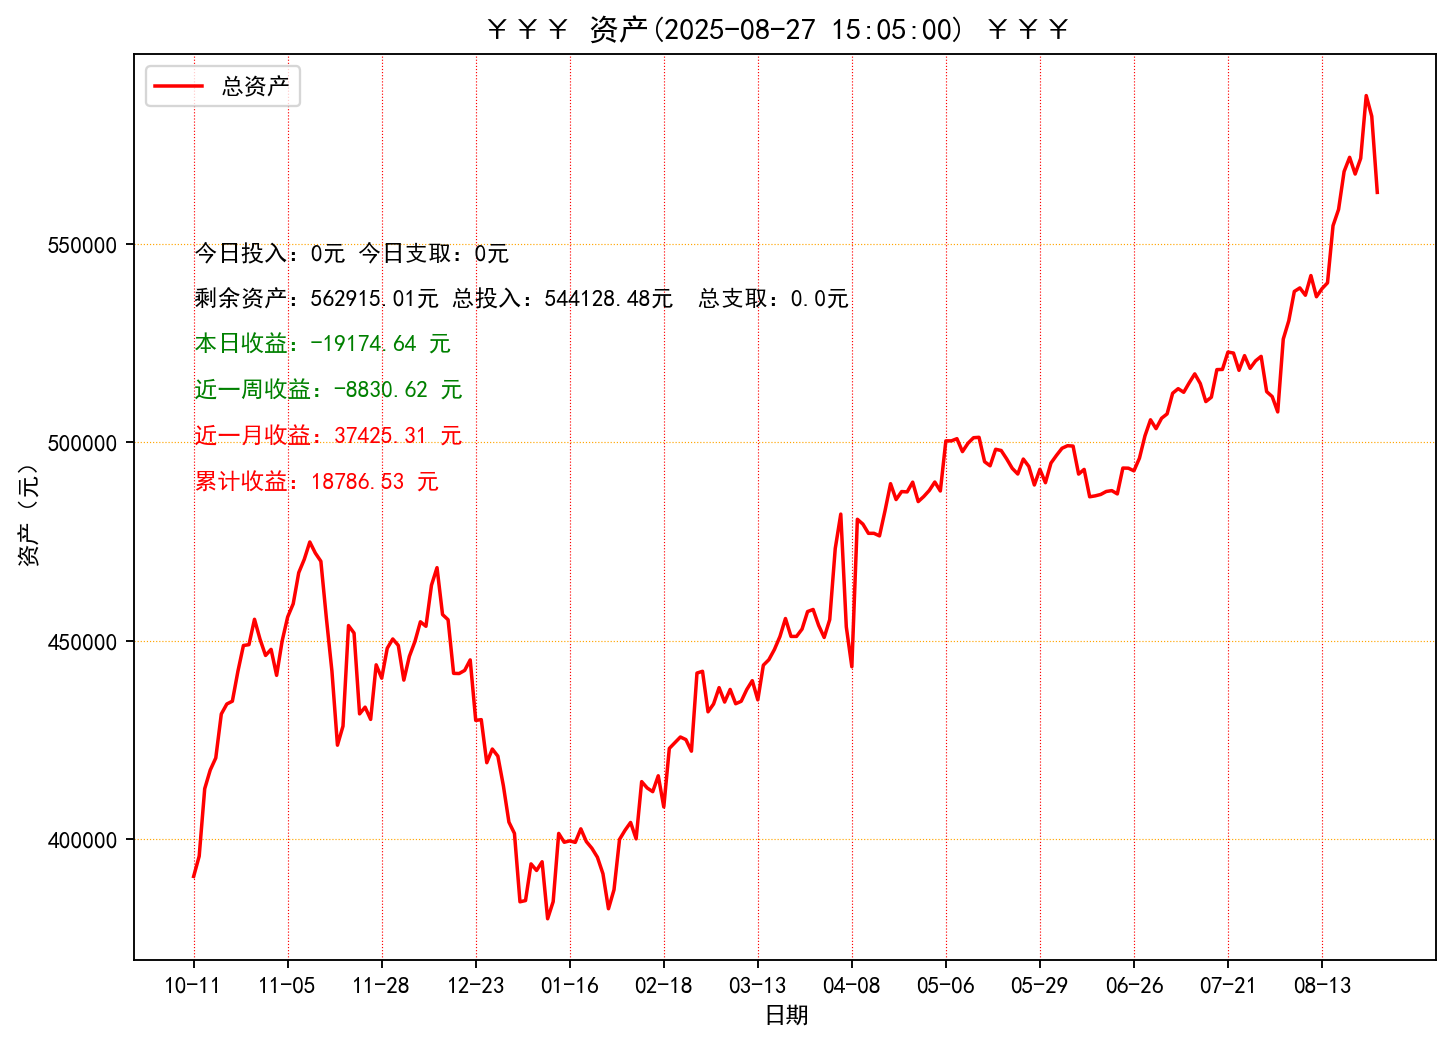 ￥￥￥ 资产(2025-08-27 15:05:00) ￥￥￥
总资产
550000
500000
450000
400000
资产（元）
今日投入：0元 今日支取：0元
剩余资产：562915.01元 总投入：544128.48元  总支取：0.0元
本日收益：-19174.64 元
近一周收益：-8830.62 元
近一月收益：37425.31 元
累计收益：18786.53 元
10-11 11-05 11-28 12-23 01-16 02-18 03-13 04-08 05-06 05-29 06-26 07-21 08-13
日期